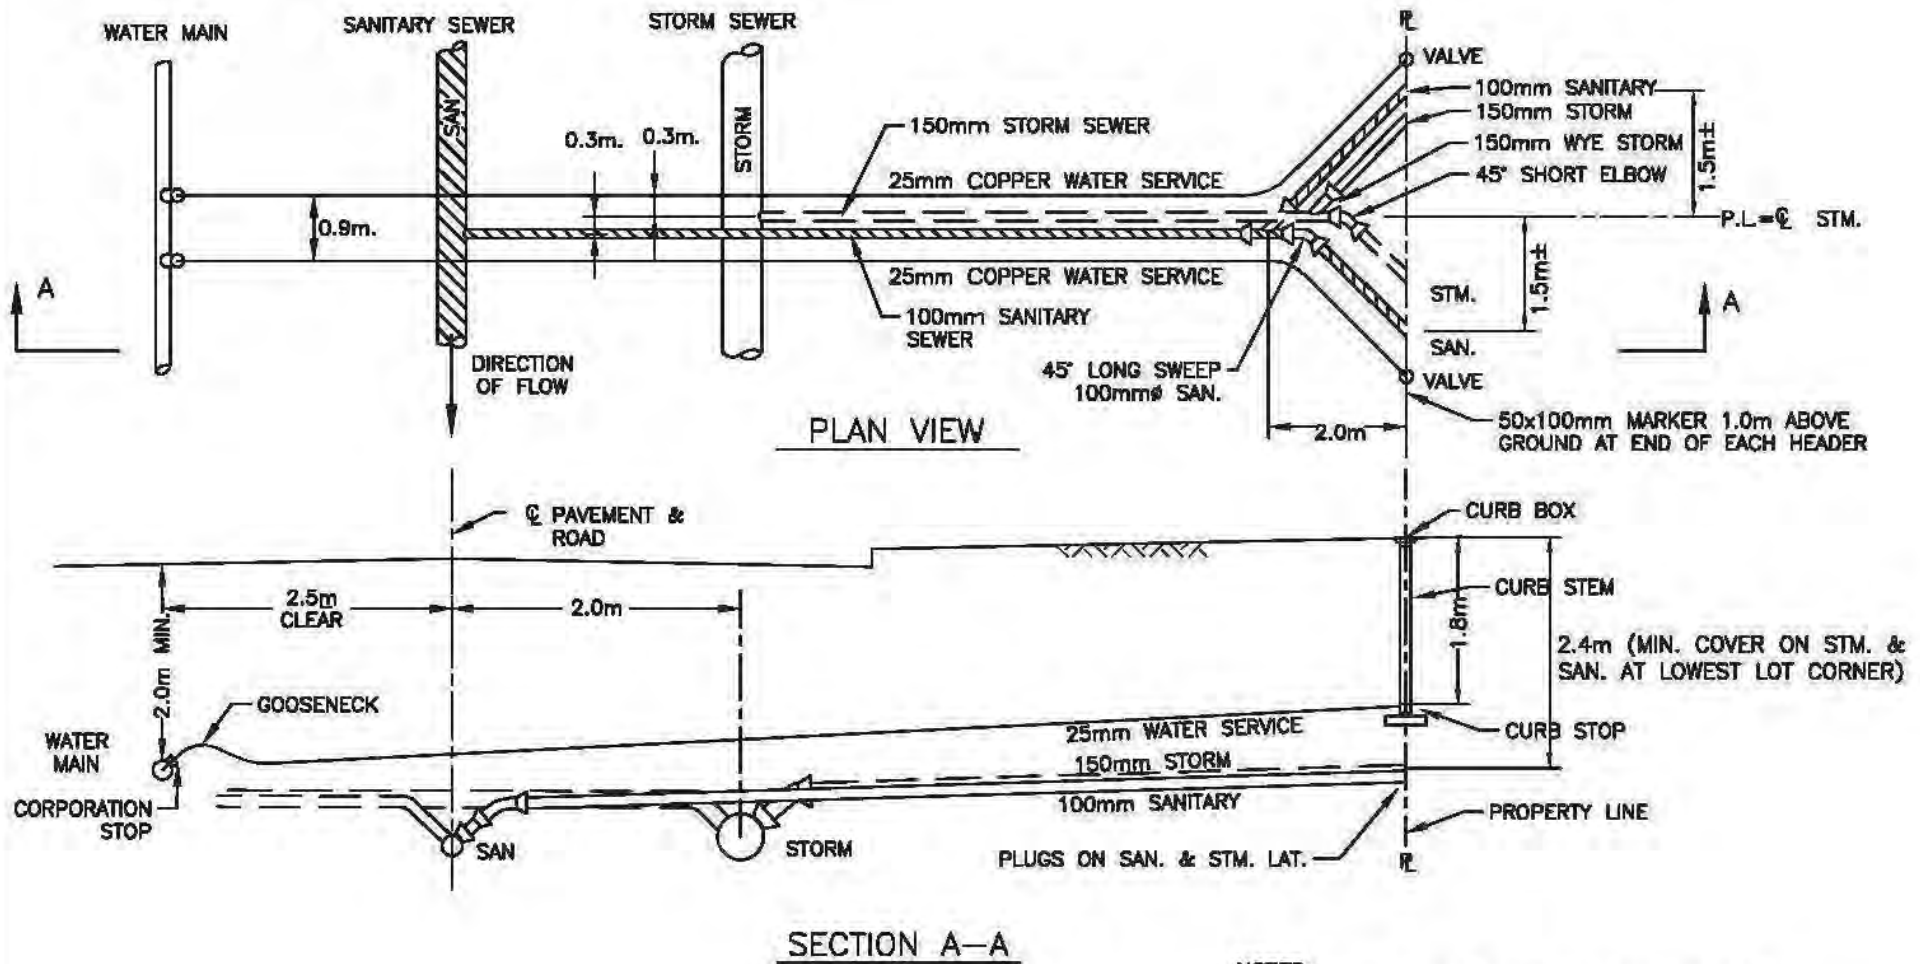 WATER MAIN
SANITARY SEWER
STORM SEWER
℄
VALVE
100mm SANITARY
150mm STORM
150mm WYE STORM
45° SHORT ELBOW
1.5m±
P.L.=℄ STM.
SAN
STORM
0.3m.
0.3m.
150mm STORM SEWER
25mm COPPER WATER SERVICE
0.9m.
25mm COPPER WATER SERVICE
100mm SANITARY
SEWER
A
A
STM.
1.5m±
SAN.
VALVE
DIRECTION
OF FLOW
45° LONG SWEEP
100mmø SAN.
2.0m
50x100mm MARKER 1.0m ABOVE
GROUND AT END OF EACH HEADER
PLAN VIEW
℄ PAVEMENT &
ROAD
CURB BOX
2.5m
CLEAR
2.0m
2.0m MIN.
CURB STEM
1.8m
2.4m (MIN. COVER ON STM. &
SAN. AT LOWEST LOT CORNER)
GOOSENECK
WATER
MAIN
25mm WATER SERVICE
CURB STOP
150mm STORM
100mm SANITARY
CORPORATION
STOP
SAN
STORM
PROPERTY LINE
PLUGS ON SAN. & STM. LAT.
PL
SECTION A-A